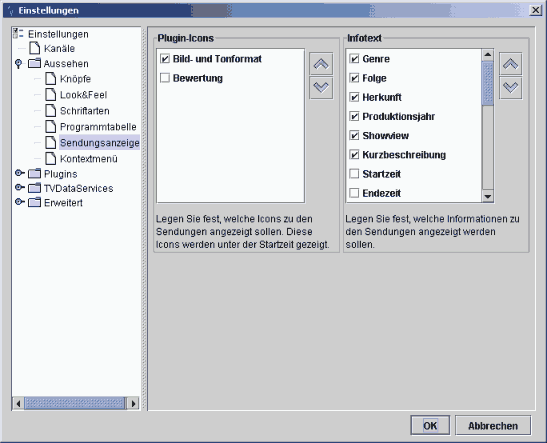 Einstellungen
Einstellungen
Kanäle
Aussehen
Knöpfe
Look&Feel
Schriftarten
Programmtabelle
Sendungsanzeige
Kontextmenü
Plugins
TVDataServices
Erweitert
Plugin-Icons
Bild- und Tonformat
Bewertung
Legen Sie fest, welche Icons zu den
Sendungen angezeigt sollen. Diese
Icons werden unter der Startzeit gezeigt.
Infotext
Genre
Folge
Herkunft
Produktionsjahr
Showview
Kurzbeschreibung
Startzeit
Endezeit
Legen Sie fest, welche Informationen zu
den Sendungen angezeigt werden
sollen.
OK
Abbrechen